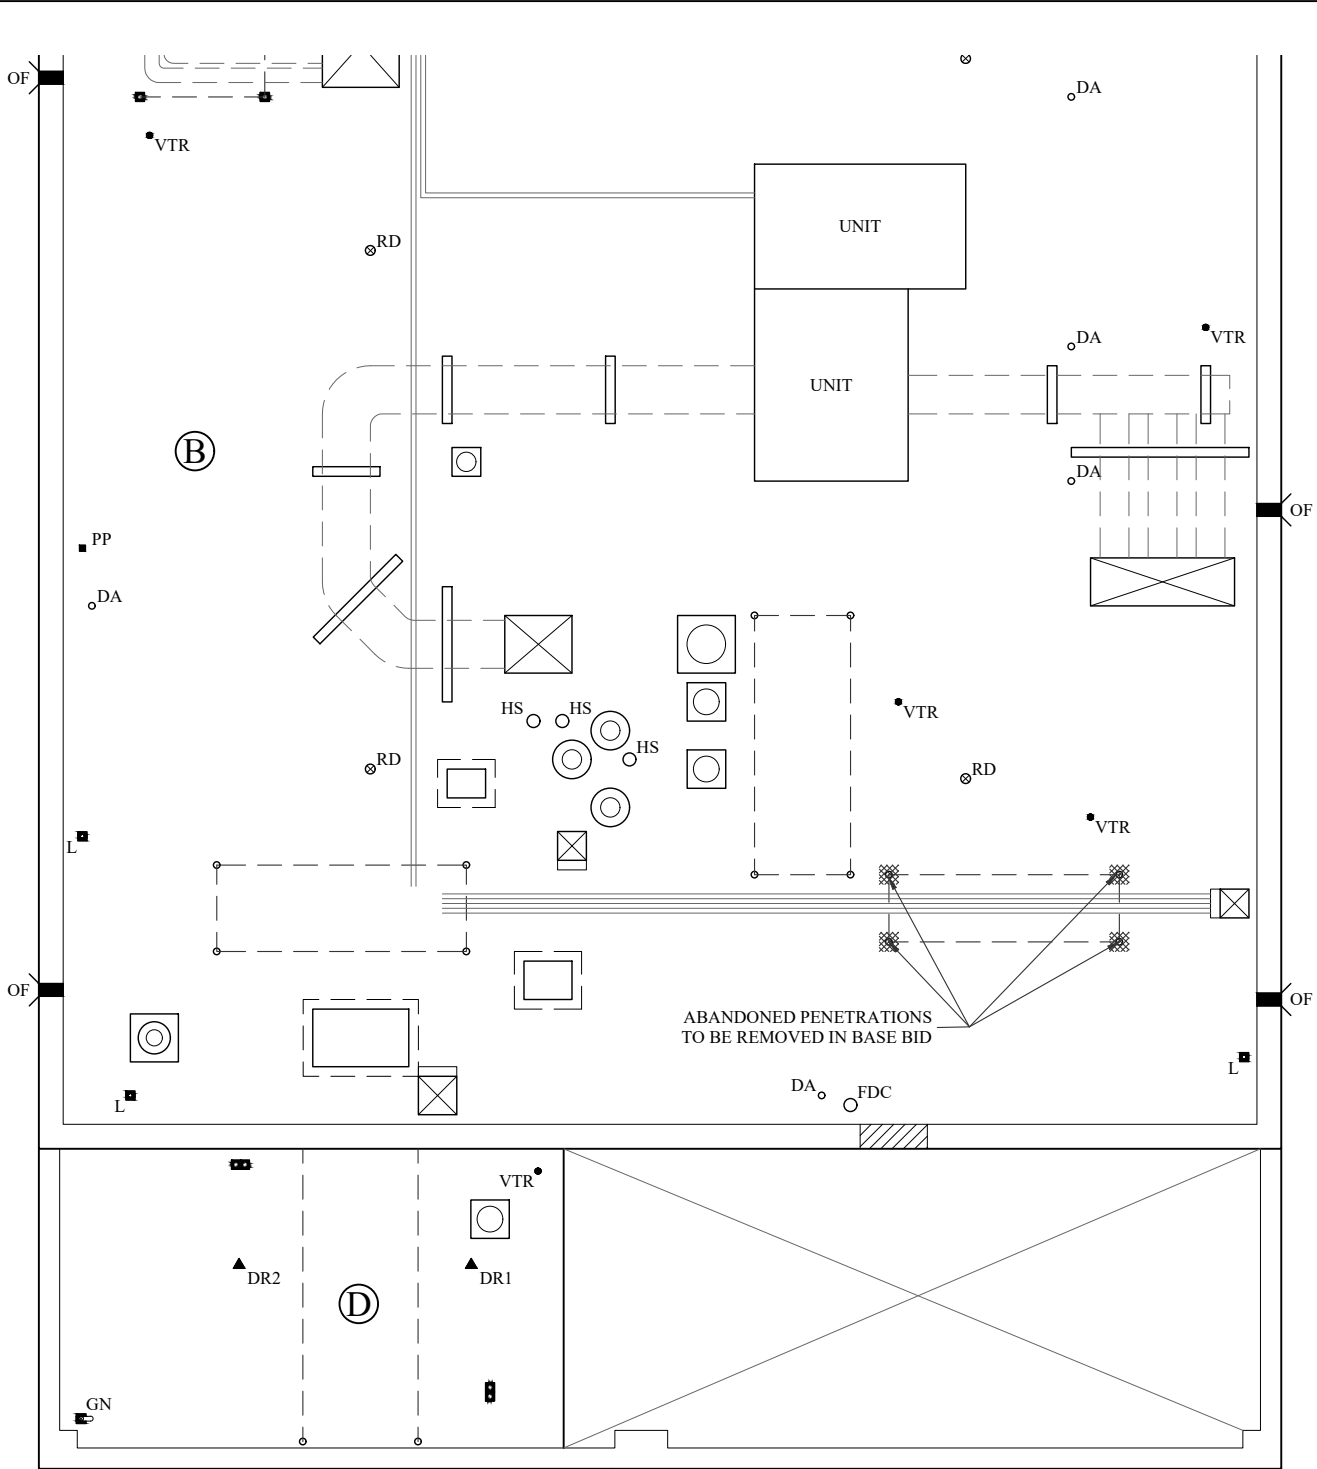 OF
DA
VTR
RD
UNIT
DA
VTR
UNIT
B
DA
OF
PP
DA
HS
HS
VTR
HS
RD
RD
VTR
L
OF
OF
ABANDONED PENETRATIONS
TO BE REMOVED IN BASE BID
L
DA
FDC
L
VTR
DR2
DR1
D
GN